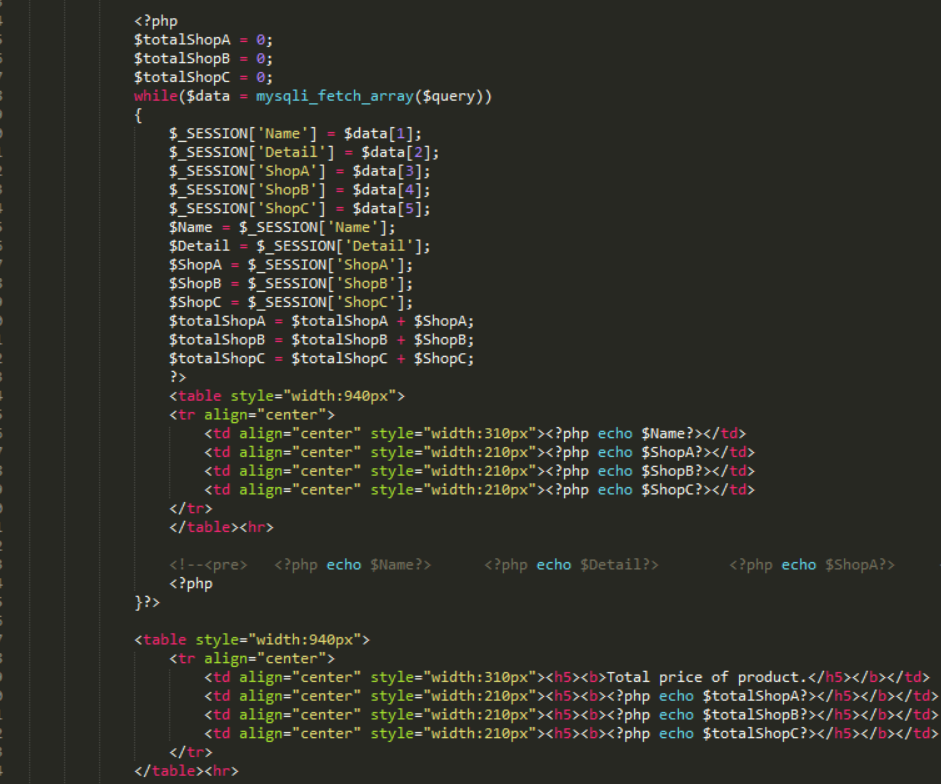 <?php
$totalShopA = 0;
$totalShopB = 0;
$totalShopC = 0;
while($data = mysqli_fetch_array($query))
{
$_SESSION['Name'] = $data[1];
$_SESSION['Detail'] = $data[2];
$_SESSION['ShopA'] = $data[3];
$_SESSION['ShopB'] = $data[4];
$_SESSION['ShopC'] = $data[5];
$Name = $_SESSION['Name'];
$Detail = $_SESSION['Detail'];
$ShopA = $_SESSION['ShopA'];
$ShopB = $_SESSION['ShopB'];
$ShopC = $_SESSION['ShopC'];
$totalShopA = $totalShopA + $ShopA;
$totalShopB = $totalShopB + $ShopB;
$totalShopC = $totalShopC + $ShopC;
?>
<table style="width:940px">
<tr align="center">
<td align="center" style="width:310px"><?php echo $Name?></td>
<td align="center" style="width:210px"><?php echo $ShopA?></td>
<td align="center" style="width:210px"><?php echo $ShopB?></td>
<td align="center" style="width:210px"><?php echo $ShopC?></td>
</tr>
</table><hr>
<!--<pre>   <?php echo $Name?>      <?php echo $Detail?>        <?php echo $ShopA?>
<?php
}?>
<table style="width:940px">
<tr align="center">
<td align="center" style="width:310px"><h5><b>Total price of product.</h5></b></td>
<td align="center" style="width:210px"><h5><b><?php echo $totalShopA?></h5></b></td>
<td align="center" style="width:210px"><h5><b><?php echo $totalShopB?></h5></b></td>
<td align="center" style="width:210px"><h5><b><?php echo $totalShopC?></h5></b></td>
</tr>
</table><hr>